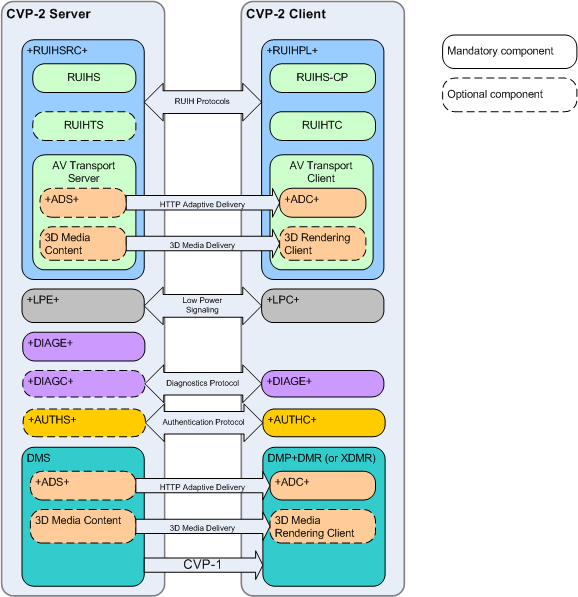 CVP-2 Server
CVP-2 Client
+RUIHSRC+
+RUIHPL+
Mandatory component
Optional component
RUIHS
RUIHS-CP
RUIH Protocols
RUIHTS
RUIHTC
AV Transport
Server
AV Transport
Client
+ADS+
HTTP Adaptive Delivery
+ADC+
3D Media
Content
3D Media Delivery
3D Rendering
Client
+LPE+
Low Power
Signaling
+LPC+
+DIAGE+
+DIAGC+
Diagnostics Protocol
+DIAGE+
+AUTHS+
Authentication Protocol
+AUTHC+
DMS
DMP+DMR (or XDMR)
+ADS+
HTTP Adaptive Delivery
+ADC+
3D Media Content
3D Media Delivery
3D Media
Rendering Client
CVP-1